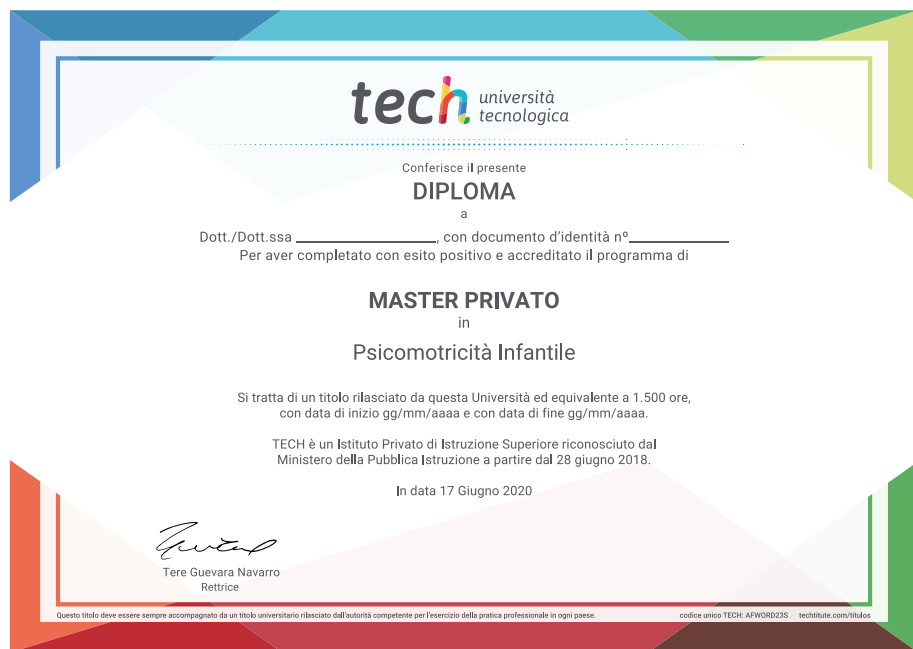 tech università
tecnologica
Conferisce il presente
DIPLOMA
a
Dott./Dott.ssa ________________, con documento d'identità nº____________
Per aver completato con esito positivo e accreditato il programma di
MASTER PRIVATO
in
Psicomotricità Infantile
Si tratta di un titolo rilasciato da questa Università ed equivalente a 1.500 ore,
con data di inizio gg/mm/aaaa e con data di fine gg/mm/aaaa.
TECH è un Istituto Privato di Istruzione Superiore riconosciuto dal
Ministero della Pubblica Istruzione a partire dal 28 giugno 2018.
In data 17 Giugno 2020
Tere Guevara Navarro
Rettrice
Questo titolo deve essere sempre accompagnato da un titolo universitario rilasciato dall'autorità competente per l'esercizio della pratica professionale in ogni paese. codice unico TECH: AFWORD23S techtitute.com/titulos